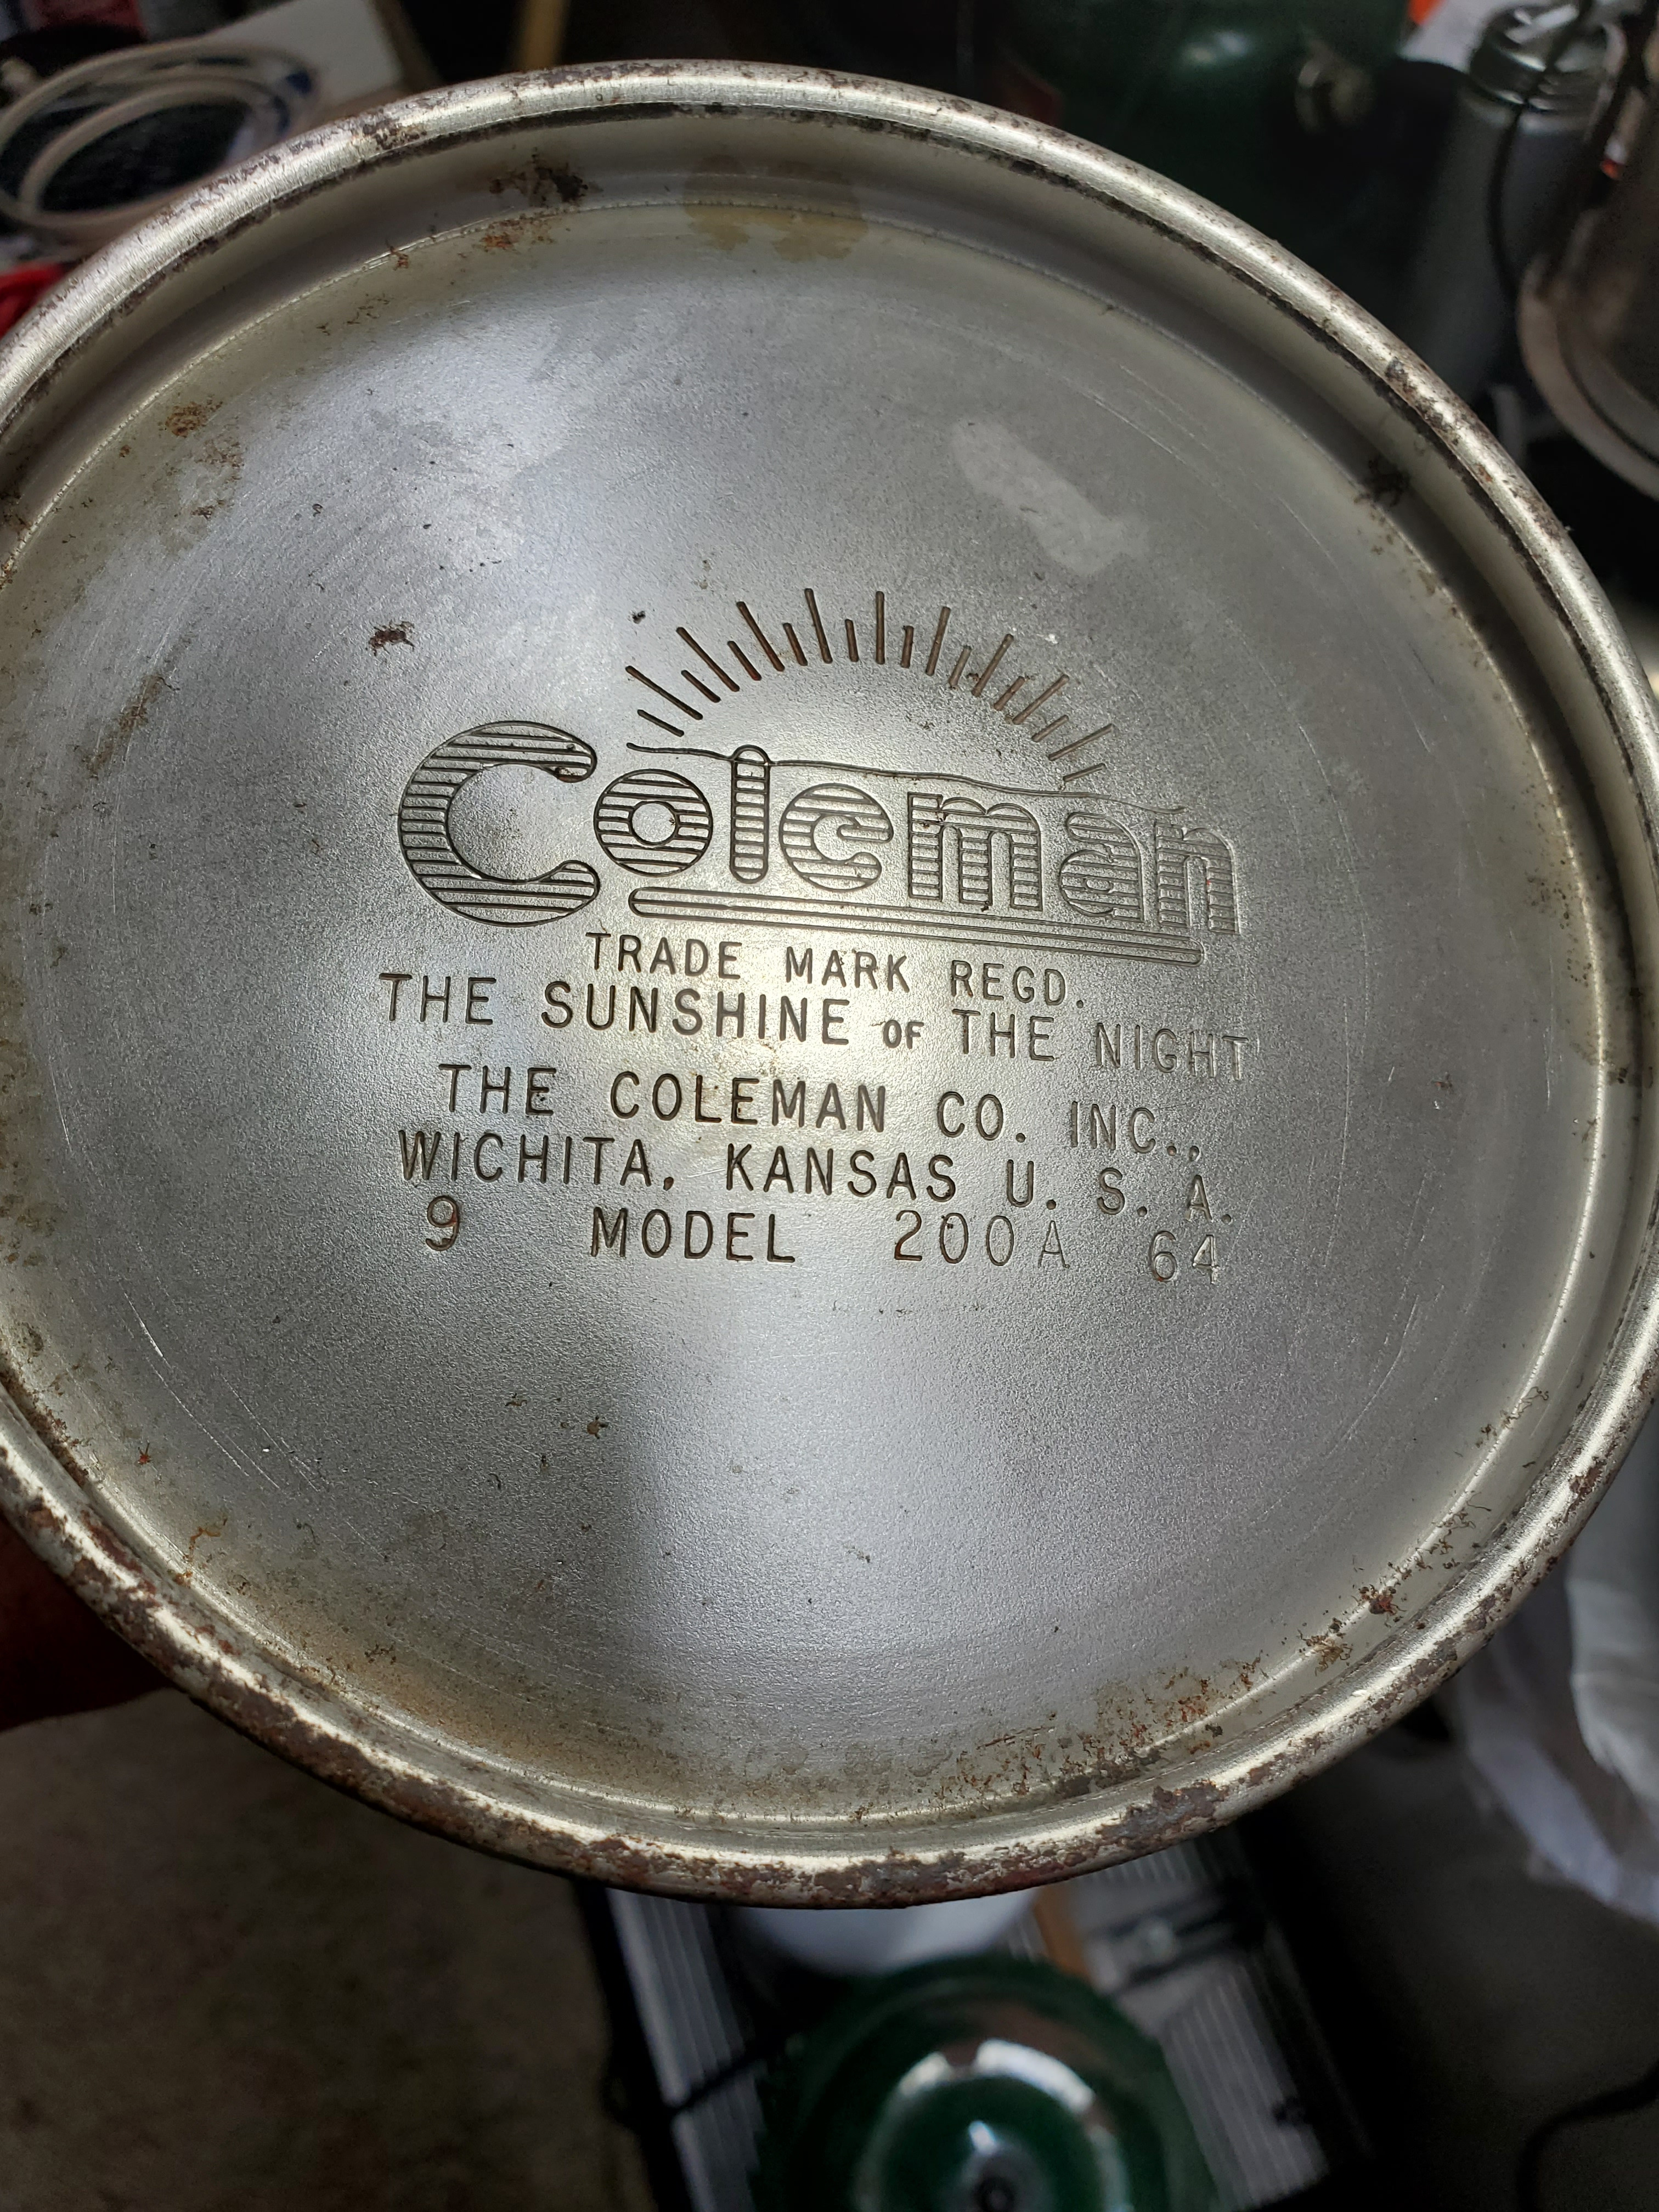 Coleman
TRADE MARK REGD.
THE SUNSHINE OF THE NIGHT
THE COLEMAN CO. INC.,
WICHITA, KANSAS U. S. A.
9 MODEL 200A 64